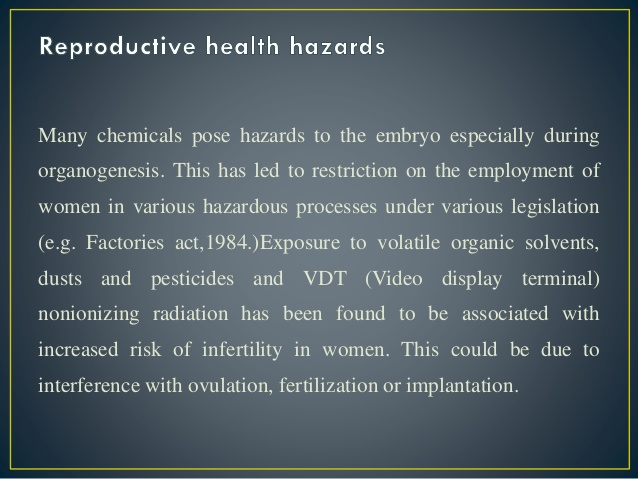 Reproductive health hazards
Many chemicals pose hazards to the embryo especially during
organogenesis. This has led to restriction on the employment of
women in various hazardous processes under various legislation
(e.g. Factories act,1984.)Exposure to volatile organic solvents,
dusts and pesticides and VDT (Video display terminal)
nonionizing radiation has been found to be associated with
increased risk of infertility in women. This could be due to
interference with ovulation, fertilization or implantation.